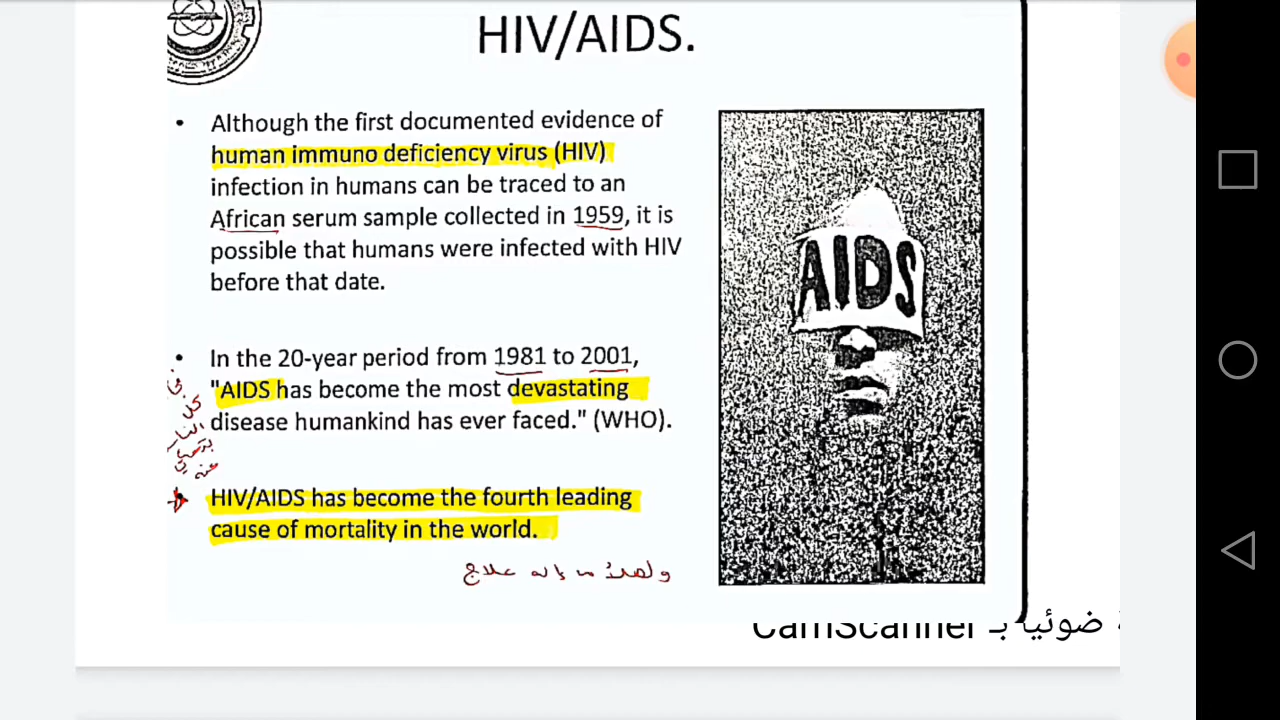 HIV/AIDS.
• Although the first documented evidence of
human immuno deficiency virus (HIV)
infection in humans can be traced to an
African serum sample collected in 1959, it is
possible that humans were infected with HIV
before that date.
• In the 20-year period from 1981 to 2001,
"AIDS has become the most devastating
disease humankind has ever faced." (WHO).
كل
عنه
HIV/AIDS has become the fourth leading
cause of mortality in the world.
علاج
AIDS
ضوئيا بـ CamScanner